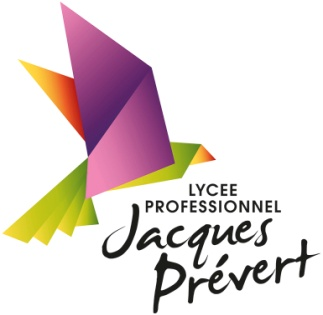 LYCEE
PROFESSIONNEL
Jacques
Prévert